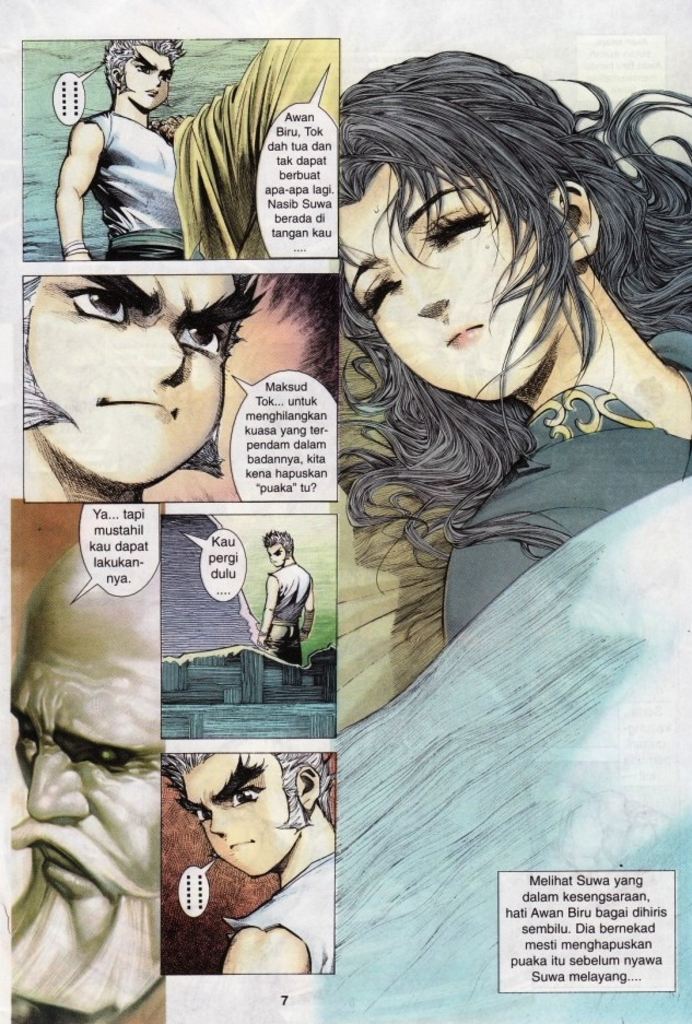 Awan
Biru, Tok
dah tua dan
tak dapat
berbuat
apa-apa lagi.
Nasib Suwa
berada di
tangan kau
....
Maksud
Tok... untuk
menghilangkan
kuasa yang ter-
pendam dalam
badannya, kita
kena hapuskan
"puaka" tu?
Ya... tapi
mustahil
kau dapat
lakukan-
nya.
Kau
pergi
dulu
....
Melihat Suwa yang
dalam kesengsaraan,
hati Awan Biru bagai dihiris
sembilu. Dia bernekad
mesti menghapuskan
puaka itu sebelum nyawa
Suwa melayang....
7